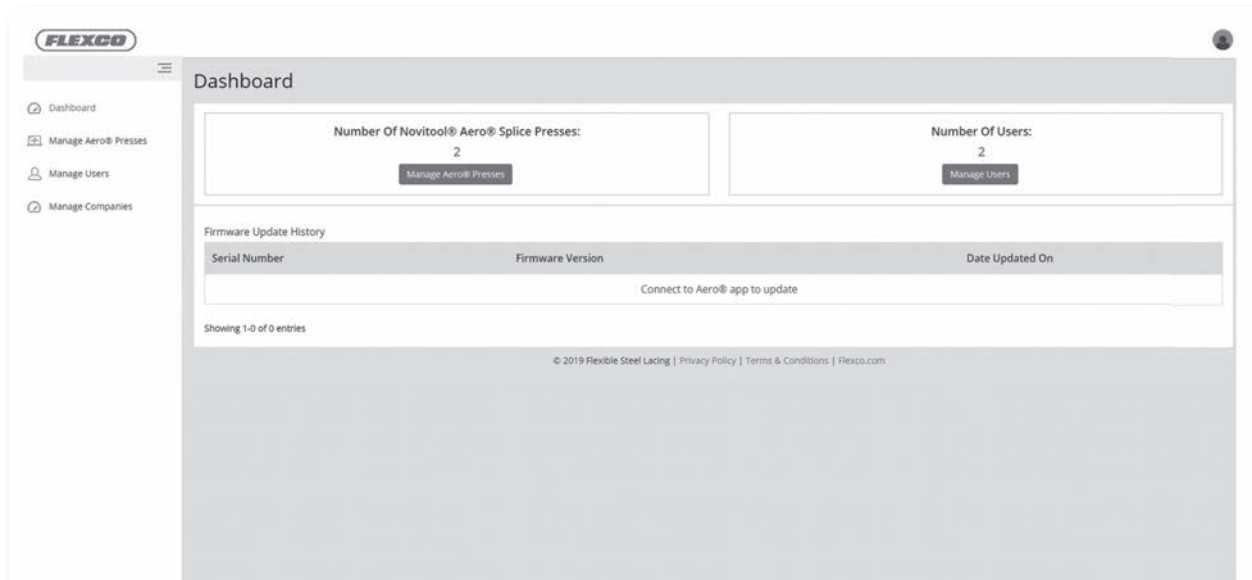 FLEXCO
Dashboard
Manage Aero® Presses
Manage Users
Manage Companies
Dashboard
Number Of Novitool® Aero® Splice Presses:
2
Manage Aero® Presses
Number Of Users:
2
Manage Users
Firmware Update History
Serial Number Firmware Version Date Updated On
Connect to Aero® app to update
Showing 1-0 of 0 entries
© 2019 Flexible Steel Lacing | Privacy Policy | Terms & Conditions | Flexco.com